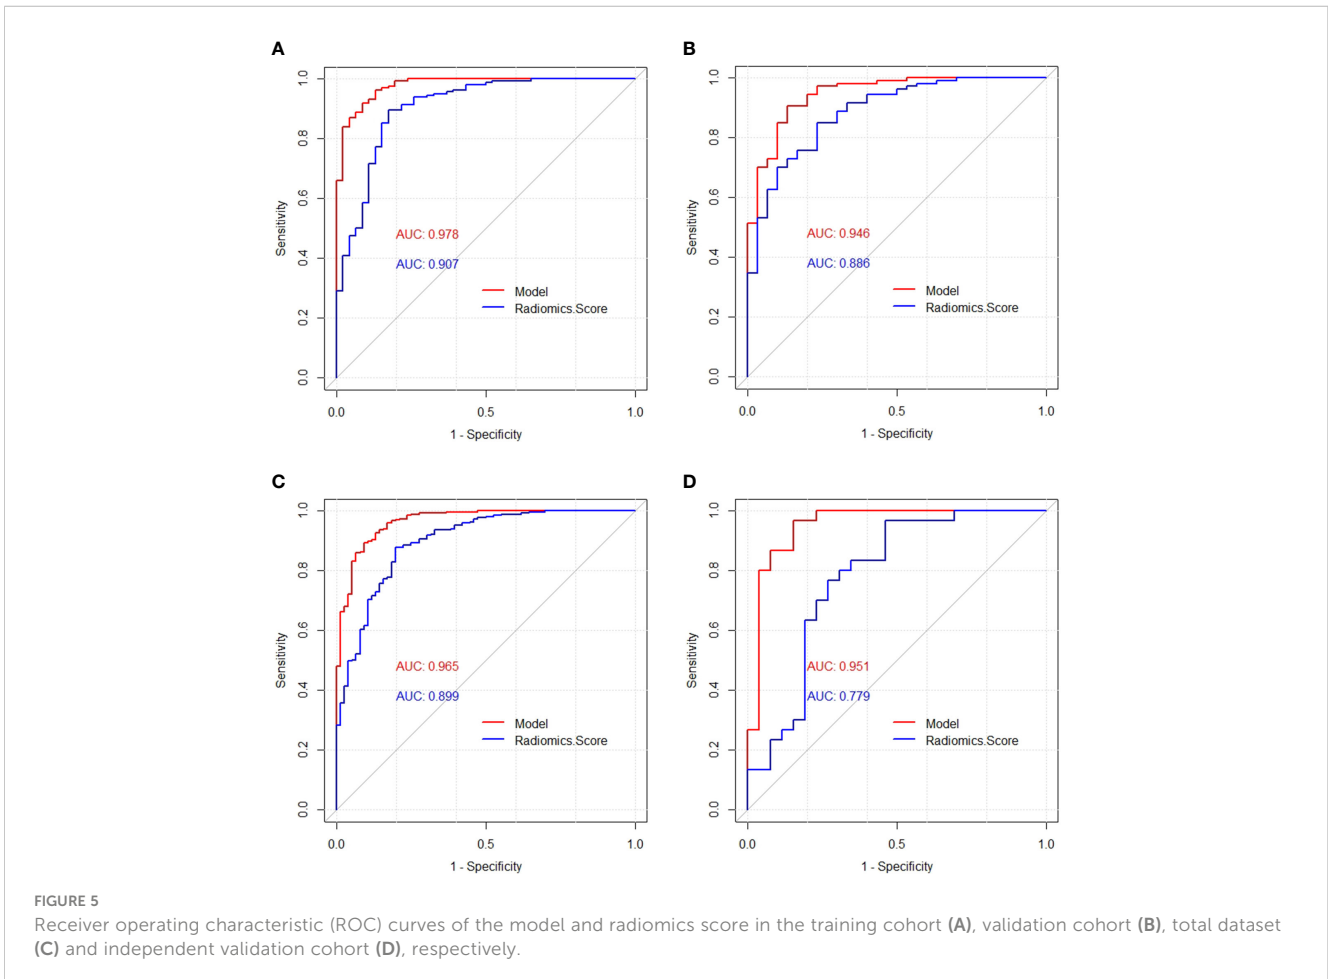 A
1.0
0.8
0.6
0.4
0.2
0.0
Sensitivity
AUC: 0.978
AUC: 0.907
Model
Radiomics.Score
0.0 0.5 1.0
1 - Specificity
B
1.0
0.8
0.6
0.4
0.2
0.0
Sensitivity
AUC: 0.946
AUC: 0.886
Model
Radiomics.Score
0.0 0.5 1.0
1 - Specificity
C
1.0
0.8
0.6
0.4
0.2
0.0
Sensitivity
AUC: 0.965
AUC: 0.899
Model
Radiomics.Score
0.0 0.5 1.0
1 - Specificity
D
1.0
0.8
0.6
0.4
0.2
0.0
Sensitivity
AUC: 0.951
AUC: 0.779
Model
Radiomics.Score
0.0 0.5 1.0
1 - Specificity
FIGURE 5
Receiver operating characteristic (ROC) curves of the model and radiomics score in the training cohort (A), validation cohort (B), total dataset
(C) and independent validation cohort (D), respectively.